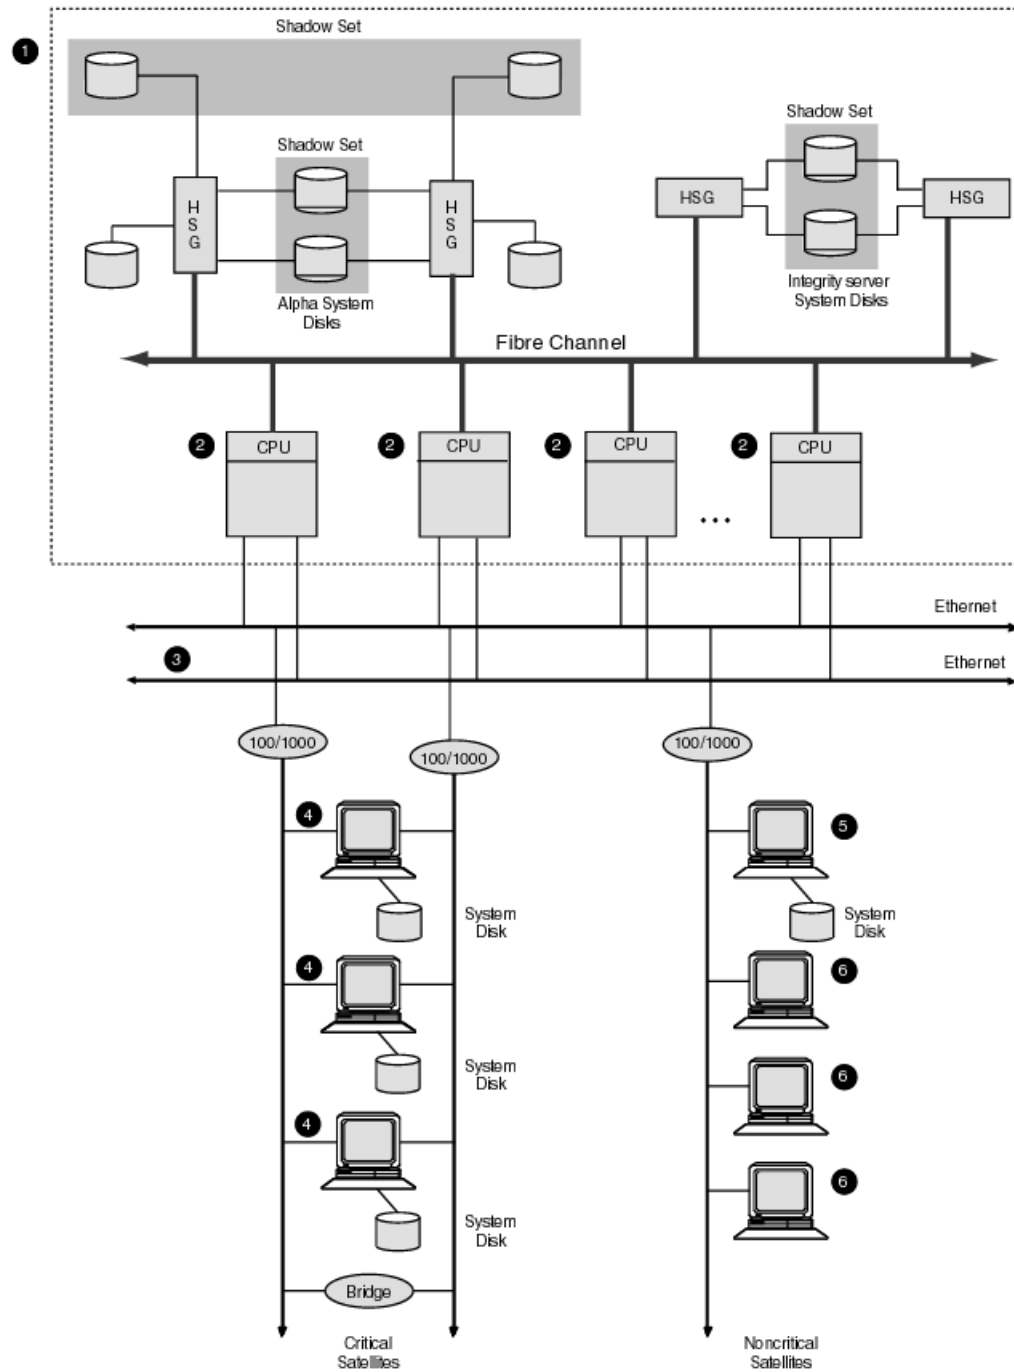 Shadow Set
1
Shadow Set
Shadow Set
H
S
G
H
S
G
HSG
HSG
Alpha System
Disks
Integrity server
System Disks
Fibre Channel
2
CPU
2
CPU
2
CPU
...
2
CPU
Ethernet
3
Ethernet
100/1000
100/1000
100/1000
4
5
System
Disk
System
Disk
4
6
System
Disk
6
4
6
System
Disk
Bridge
Critical
Satellites
Noncritical
Satellites